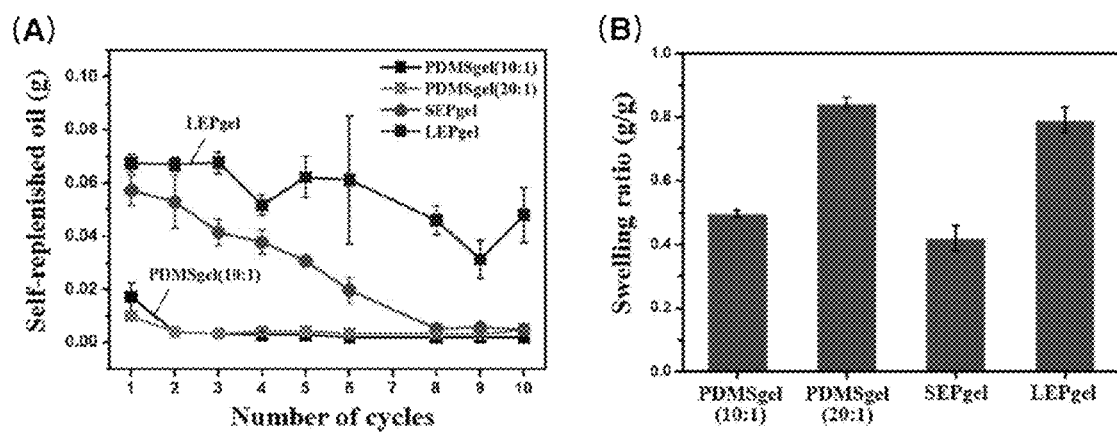 (A)
Self-replenished oil (g)
0.10
0.08
0.06
0.04
0.02
0.00
PDMSgel(10:1)
PDMSgel(20:1)
SEPgel
LEPgel
LEPgel
PDMSgel(10:1)
1 2 3 4 5 6 7 8 9 10
Number of cycles
(B)
Swelling ratio (g/g)
1.0
0.8
0.6
0.4
0.2
0.0
PDMSgel PDMSgel SEPgel LEPgel
(10:1) (20:1)